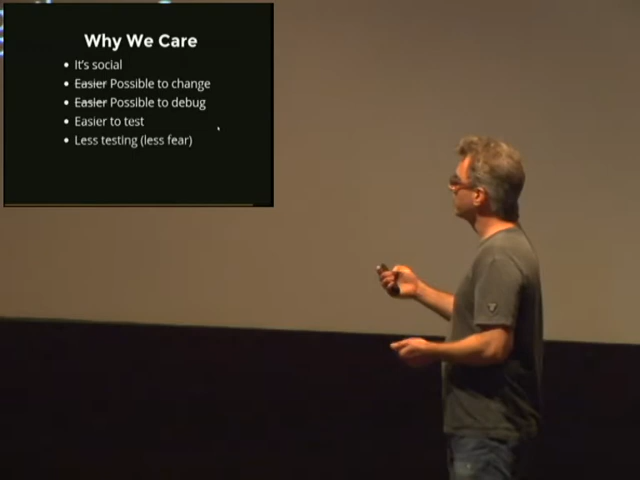 Why We Care
• It's social
• Easier Possible to change
• Easier Possible to debug
• Easier to test
• Less testing (less fear)